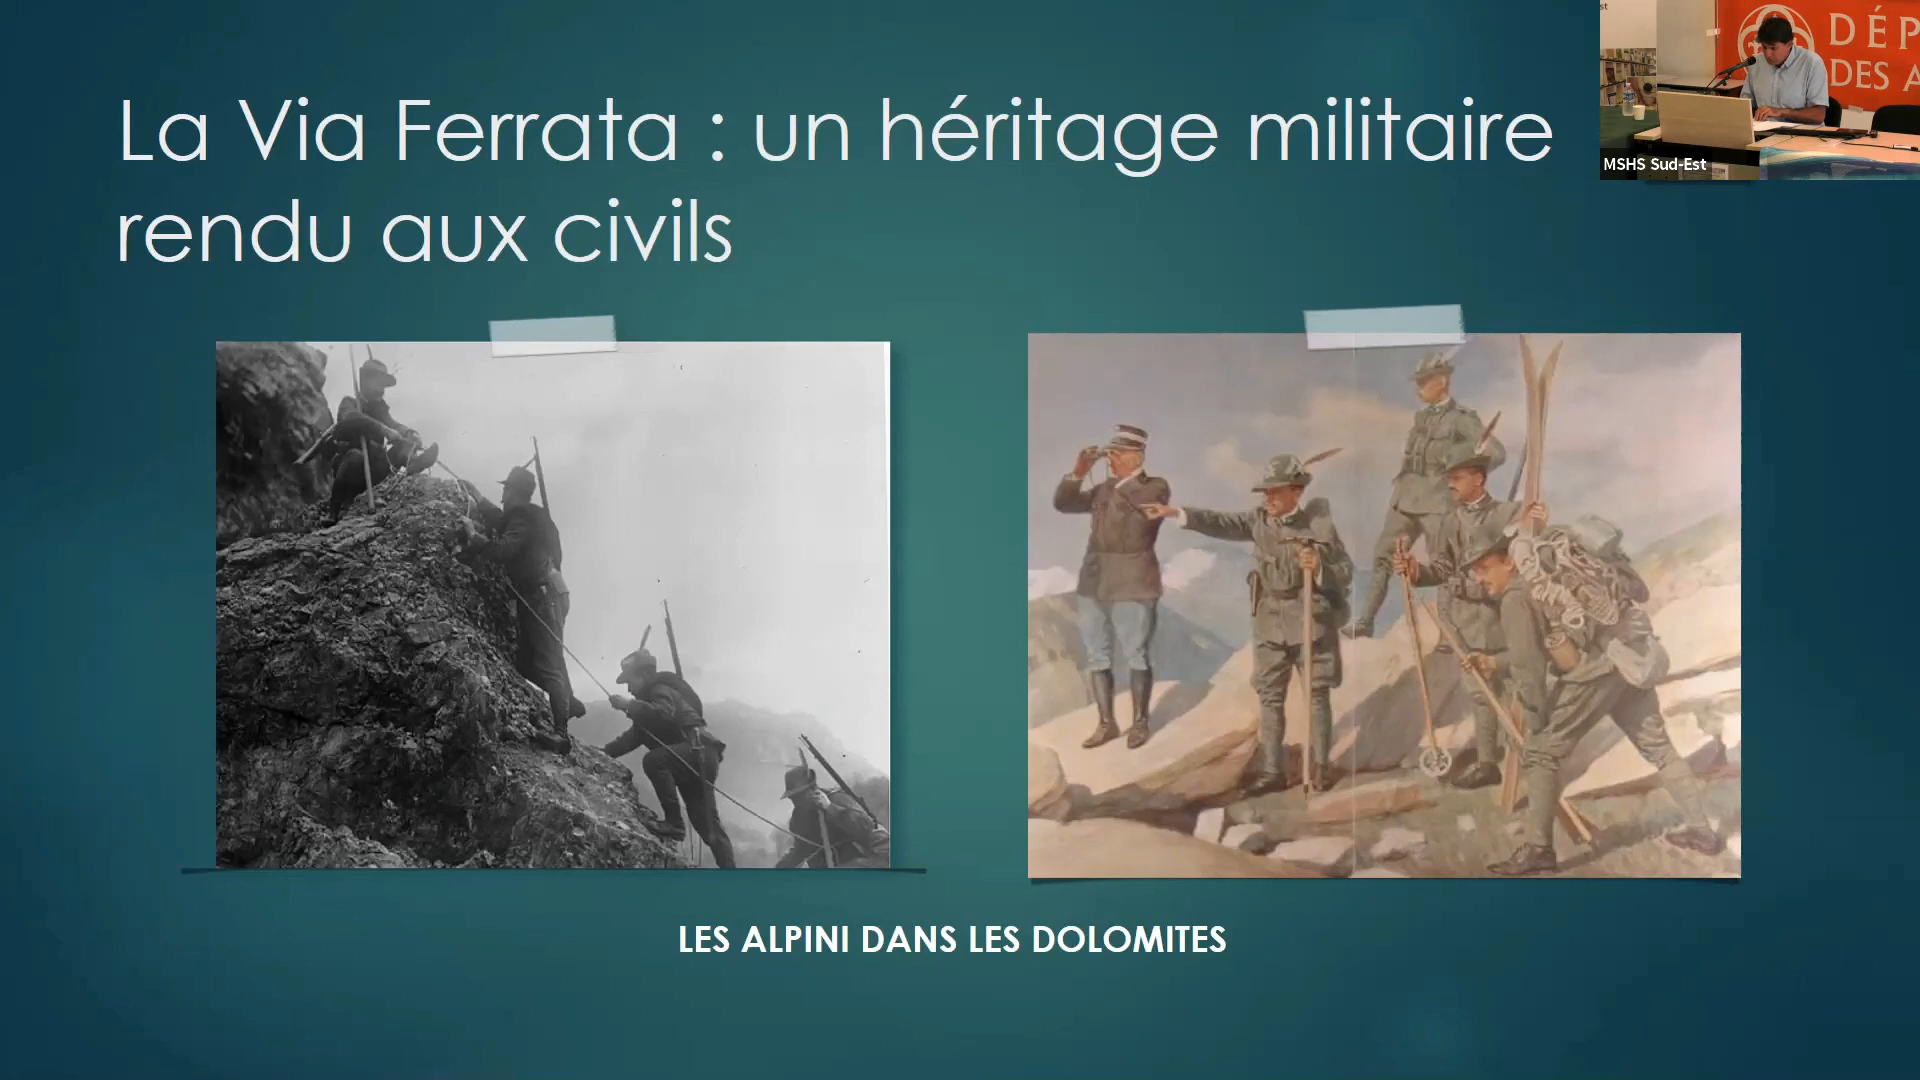 La Via Ferrata : un héritage militaire
rendu aux civils
st
DÉP
DES A
MSHS Sud-Est
LES ALPINI DANS LES DOLOMITES